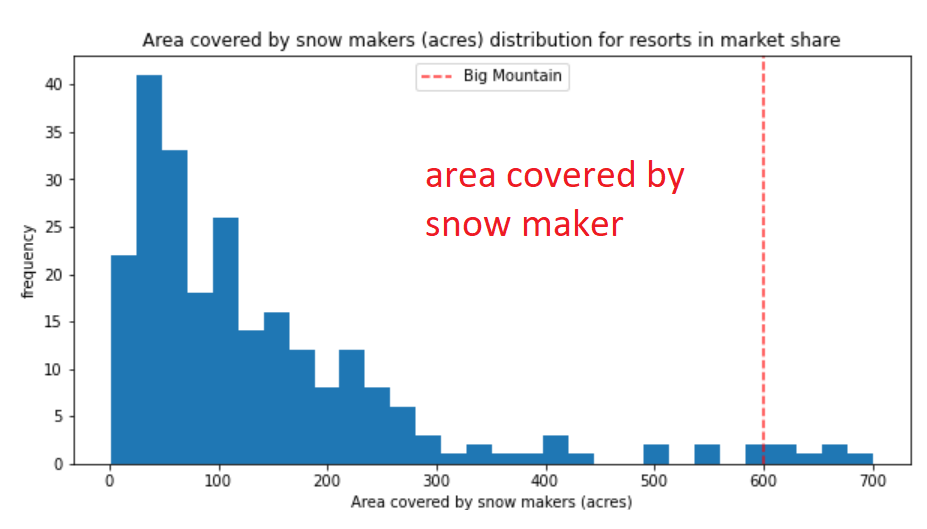 Area covered by snow makers (acres) distribution for resorts in market share
Big Mountain
area covered by
snow maker
frequency
40
35
30
25
20
15
10
5
0
0 100 200 300 400 500 600 700
Area covered by snow makers (acres)